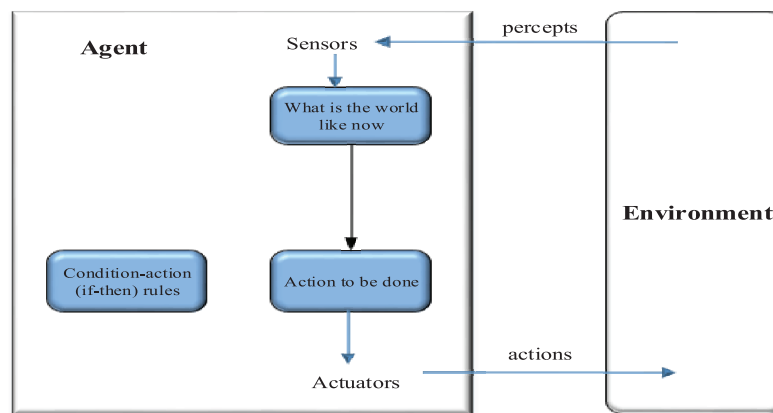 Agent
Sensors
percepts
What is the world
like now
Environment
Condition-action
(if-then) rules
Action to be done
actions
Actuators